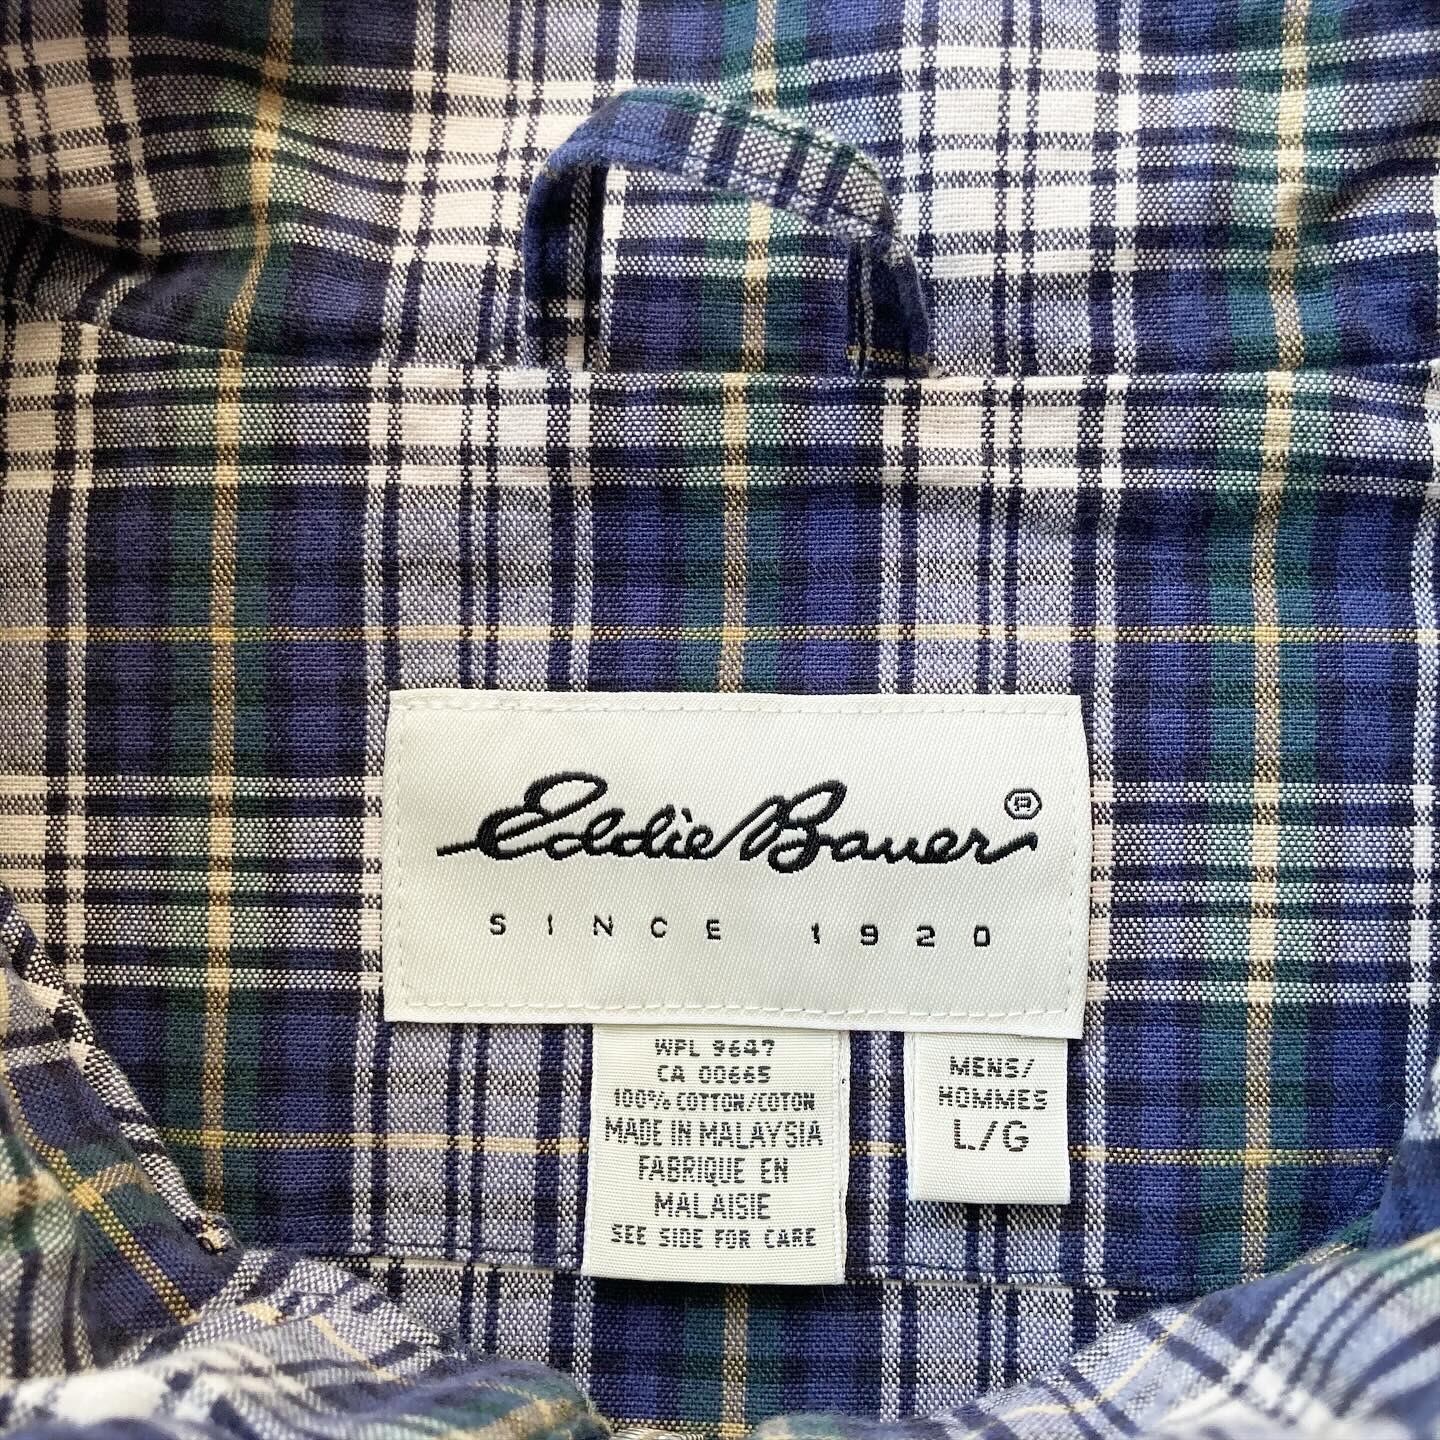 Eddie Bauer ®
SINCE 1920
WPL 9647
CA 00665
100% COTTON/COTON
MADE IN MALAYSIA
FABRIQUE EN
MALAISIE
SEE SIDE FOR CARE
MENS/
HOMMES
L/G